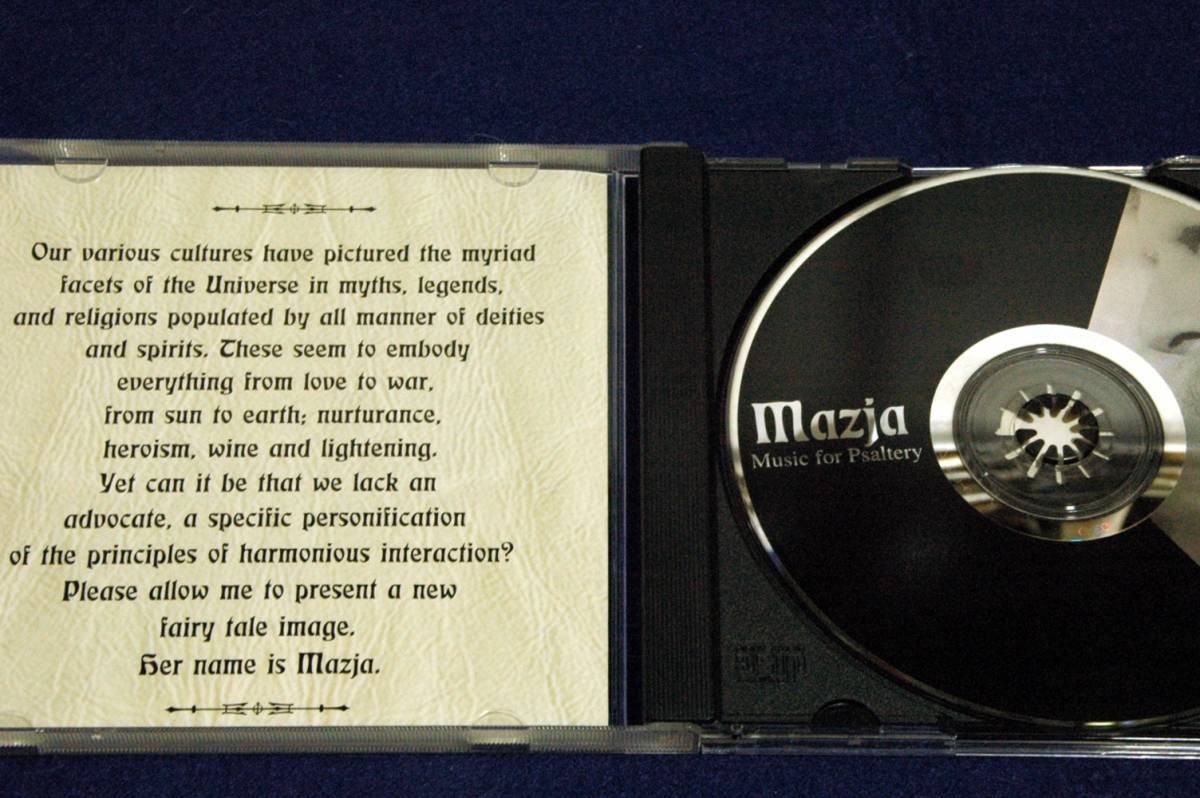 Our various cultures have pictured the myriad
facets of the Universe in myths, legends,
and religions populated by all manner of deities
and spirits. These seem to embody
everything from love to war,
from sun to earth; nurturance,
heroism, wine and lightening.
Yet can it be that we lack an
advocate, a specific personification
of the principles of harmonious interaction?
Please allow me to present a new
fairy tale image.
Her name is Mazja.
Mazja
Music for Psaltery